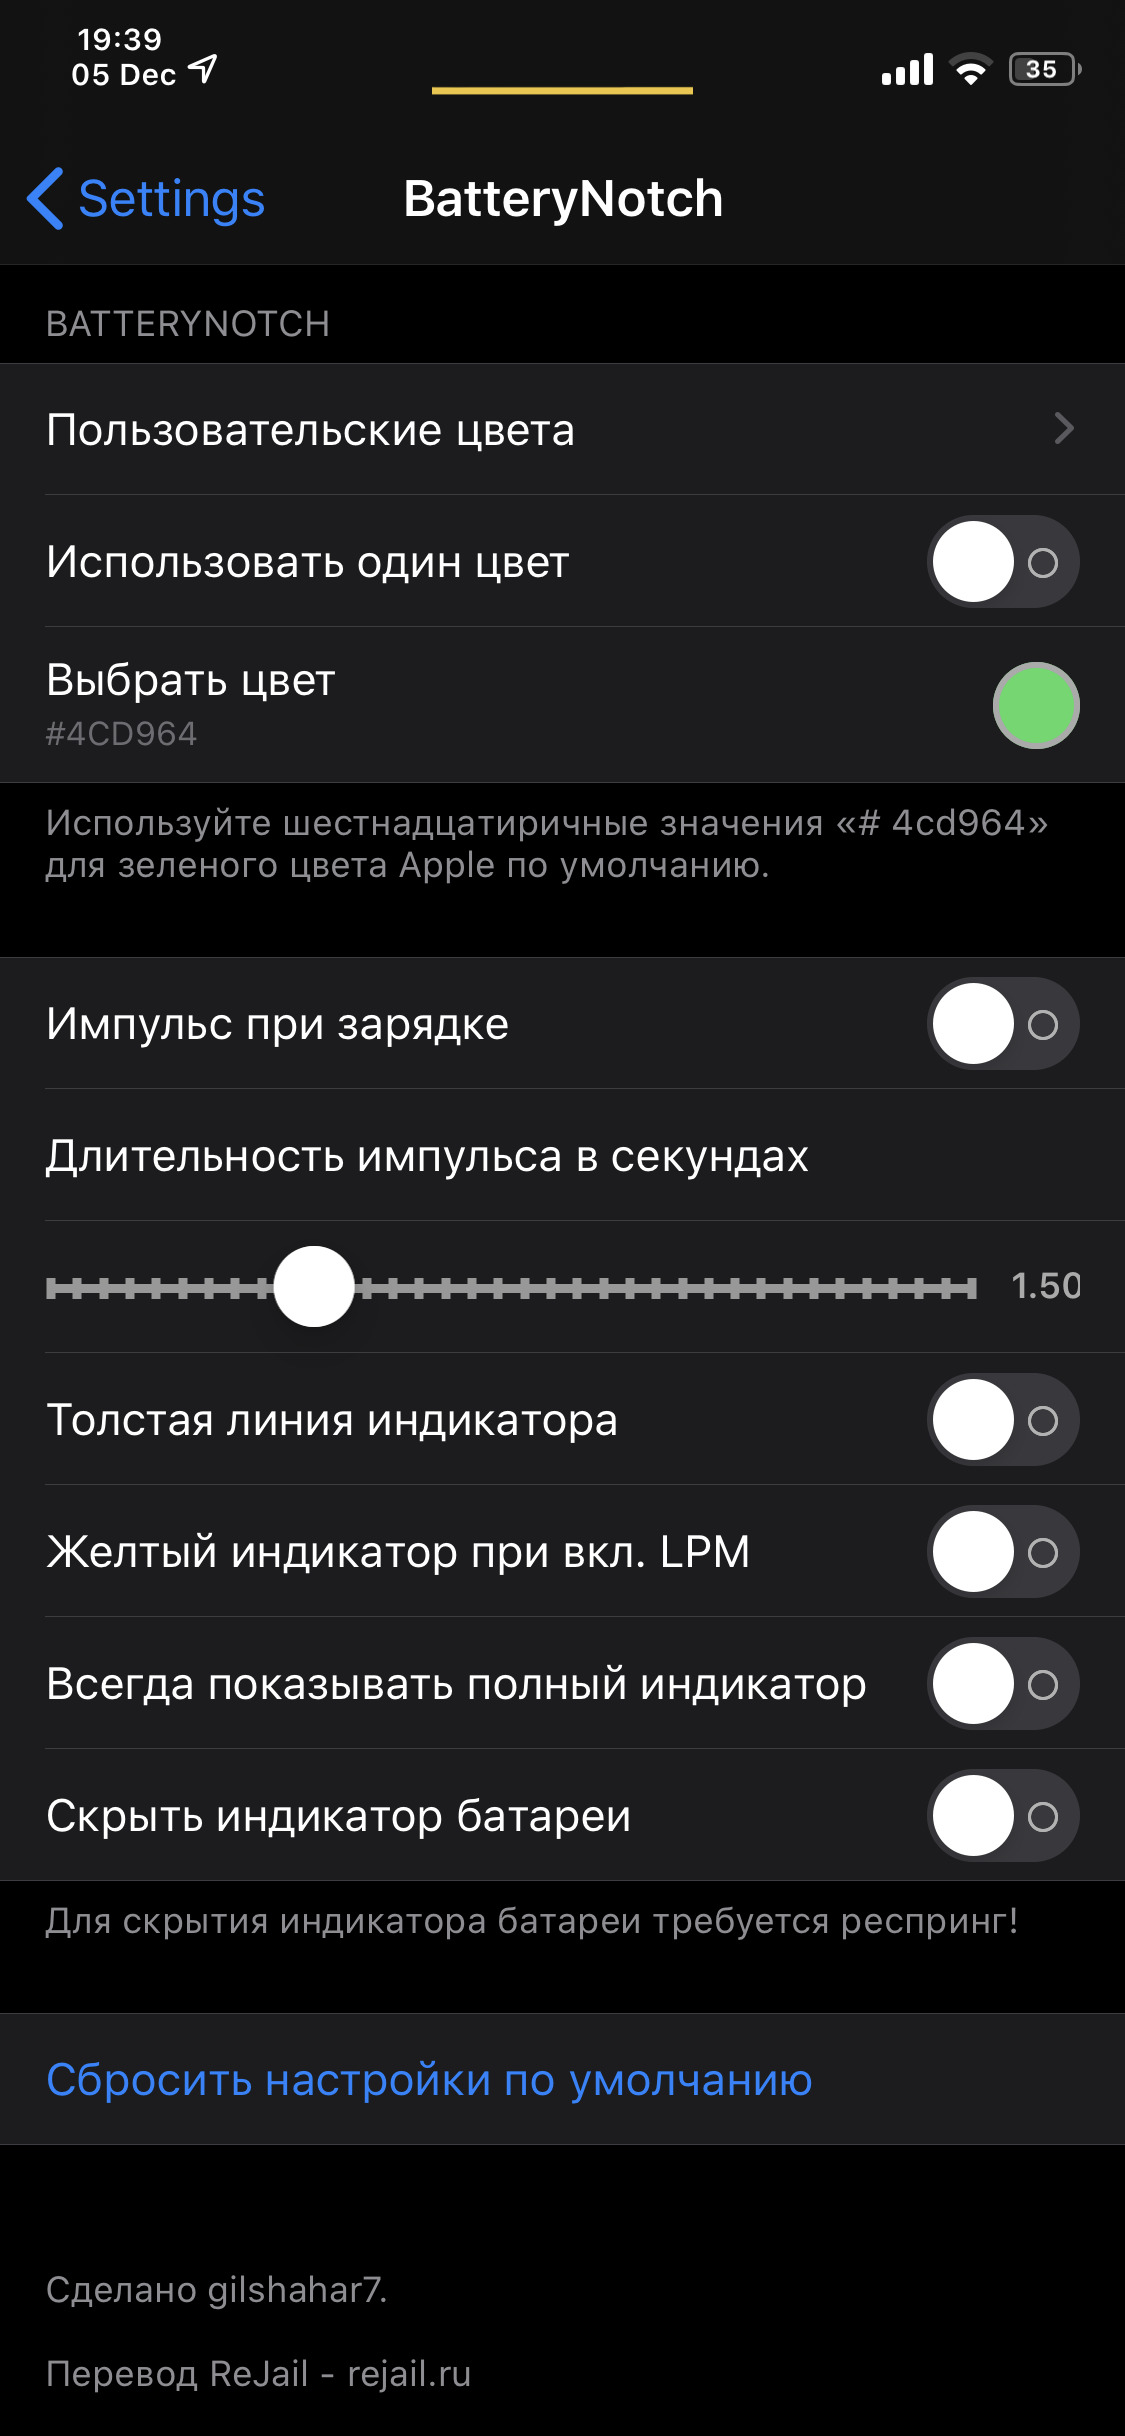 19:39
05 Dec
35
Settings
BatteryNotch
BATTERYNOTCH
Пользовательские цвета
Использовать один цвет
Выбрать цвет
#4CD964
Используйте шестнадцатиричные значения «# 4cd964»
для зеленого цвета Apple по умолчанию.
Импульс при зарядке
Длительность импульса в секундах
1.50
Толстая линия индикатора
Желтый индикатор при вкл. LPM
Всегда показывать полный индикатор
Скрыть индикатор батареи
Для скрытия индикатора батареи требуется респринг!
Сбросить настройки по умолчанию
Сделано gilshahar7.
Перевод ReJail - rejail.ru